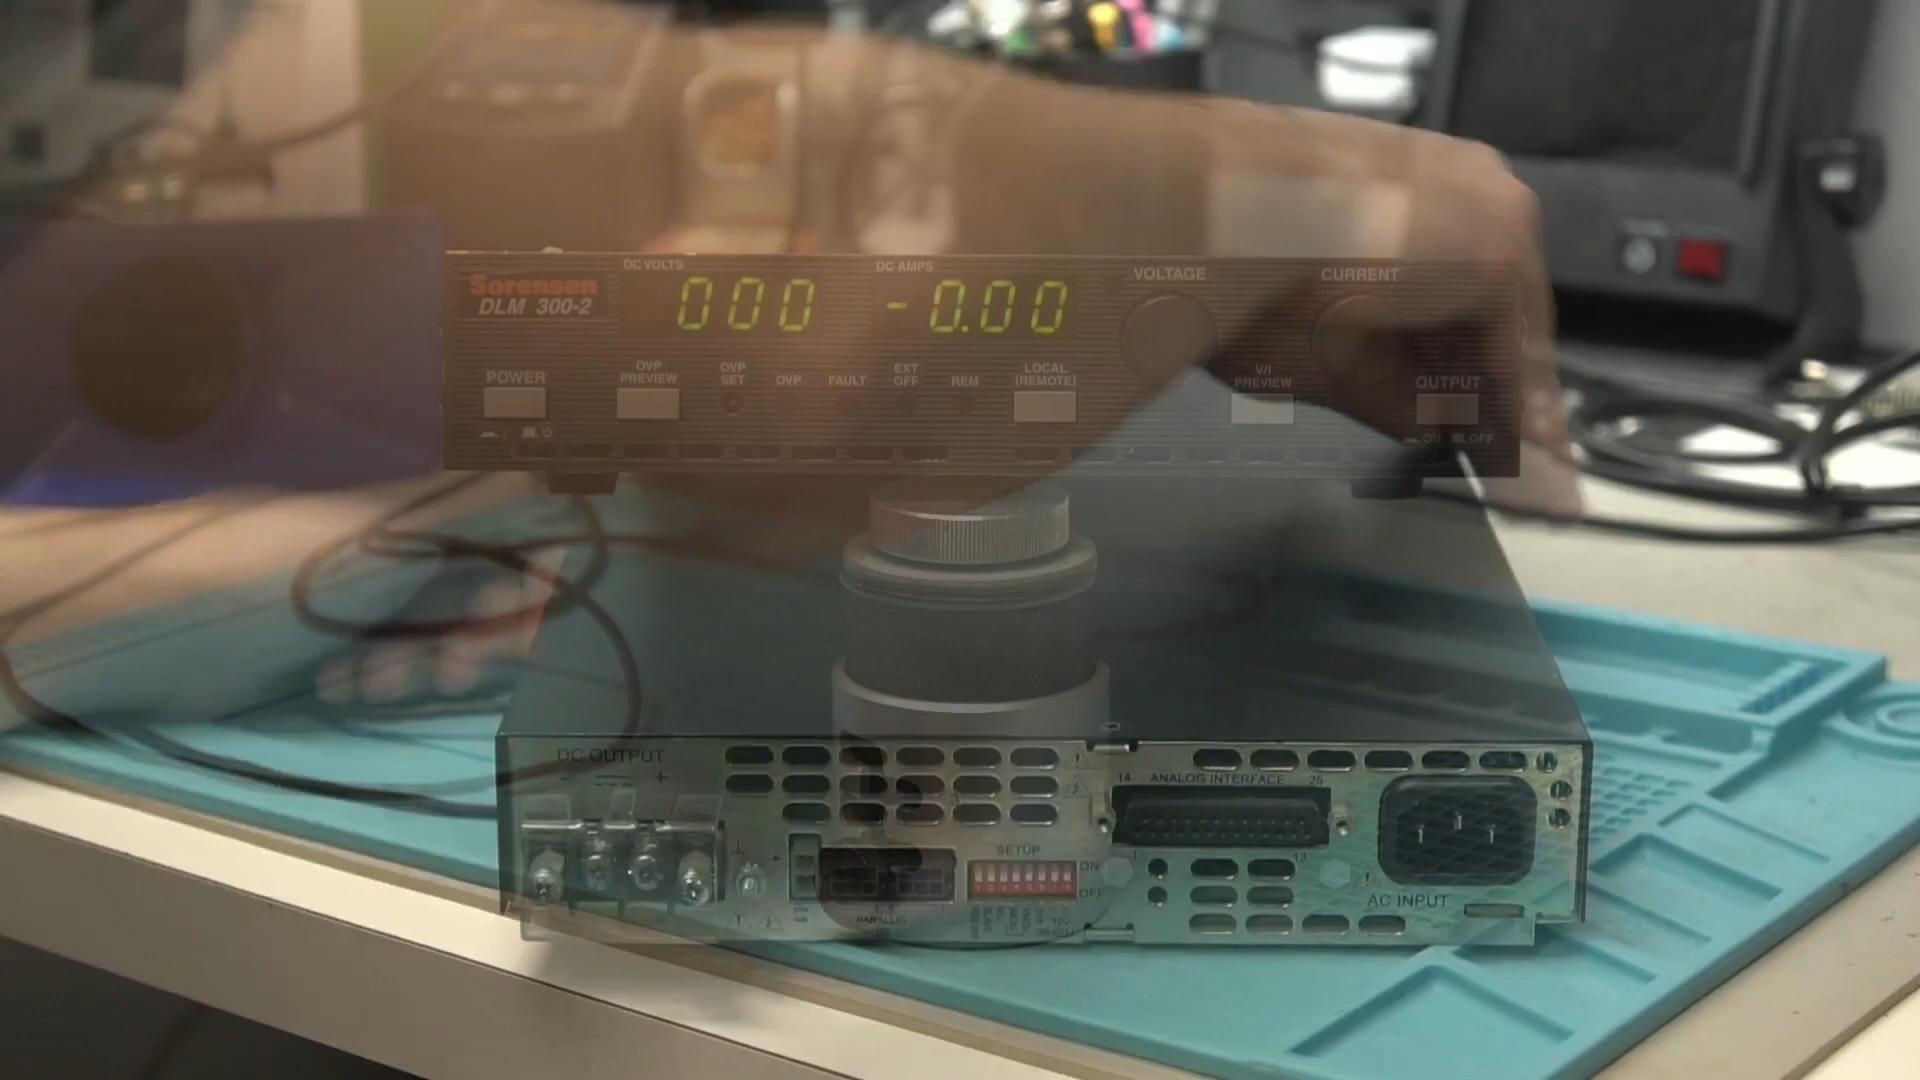 DC VOLTS
DC AMPS
VOLTAGE
CURRENT
Sorensen
DLM 300-2
000
-0.00
POWER
OVP PREVIEW
OVP SET
OVP
FAULT
EXT OFF
REM
LOCAL (REMOTE)
V/I PREVIEW
OUTPUT
ON
OFF
DC OUTPUT
- +
14 ANALOG INTERFACE 25
1
13
SETUP
ON
OFF
PARALLEL
AC INPUT